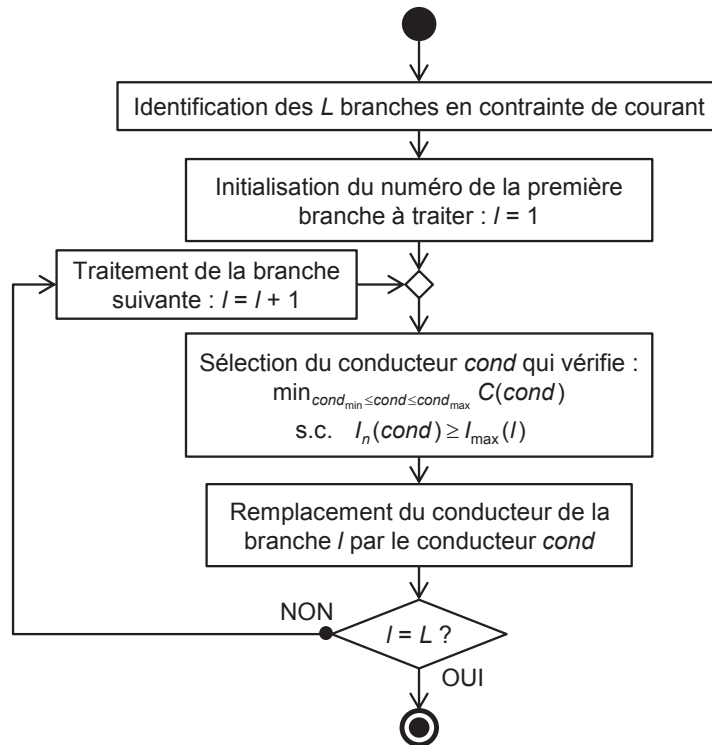 Identification des L branches en contrainte de courant
Initialisation du numéro de la première
branche à traiter : l = 1
Traitement de la branche
suivante : l = l + 1
Sélection du conducteur cond qui vérifie :
min cond_min ≤ cond ≤ cond_max C(cond)
s.c. I_n(cond) ≥ I_max(l)
Remplacement du conducteur de la
branche l par le conducteur cond
NON
l = L ?
OUI